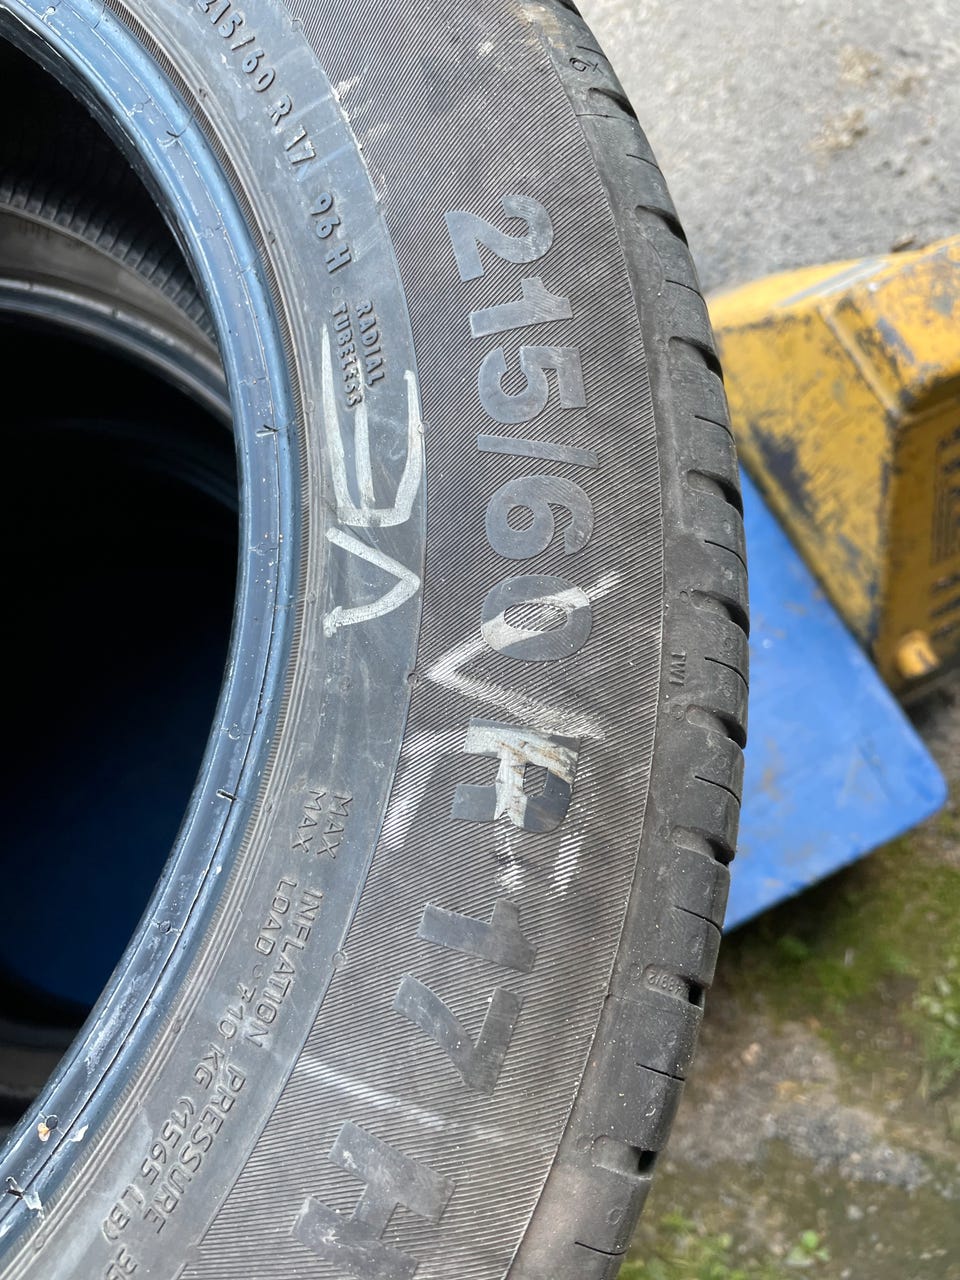 215/60 R 17 96 H
RADIAL
TUBELESS
215/60/R17/H
VE
TWI
MAX INFLATION PRESSURE
MAX LOAD 710 KG (1565 LB)